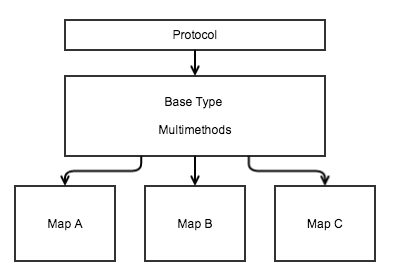 Protocol
Base Type
Multimethods
Map A
Map B
Map C